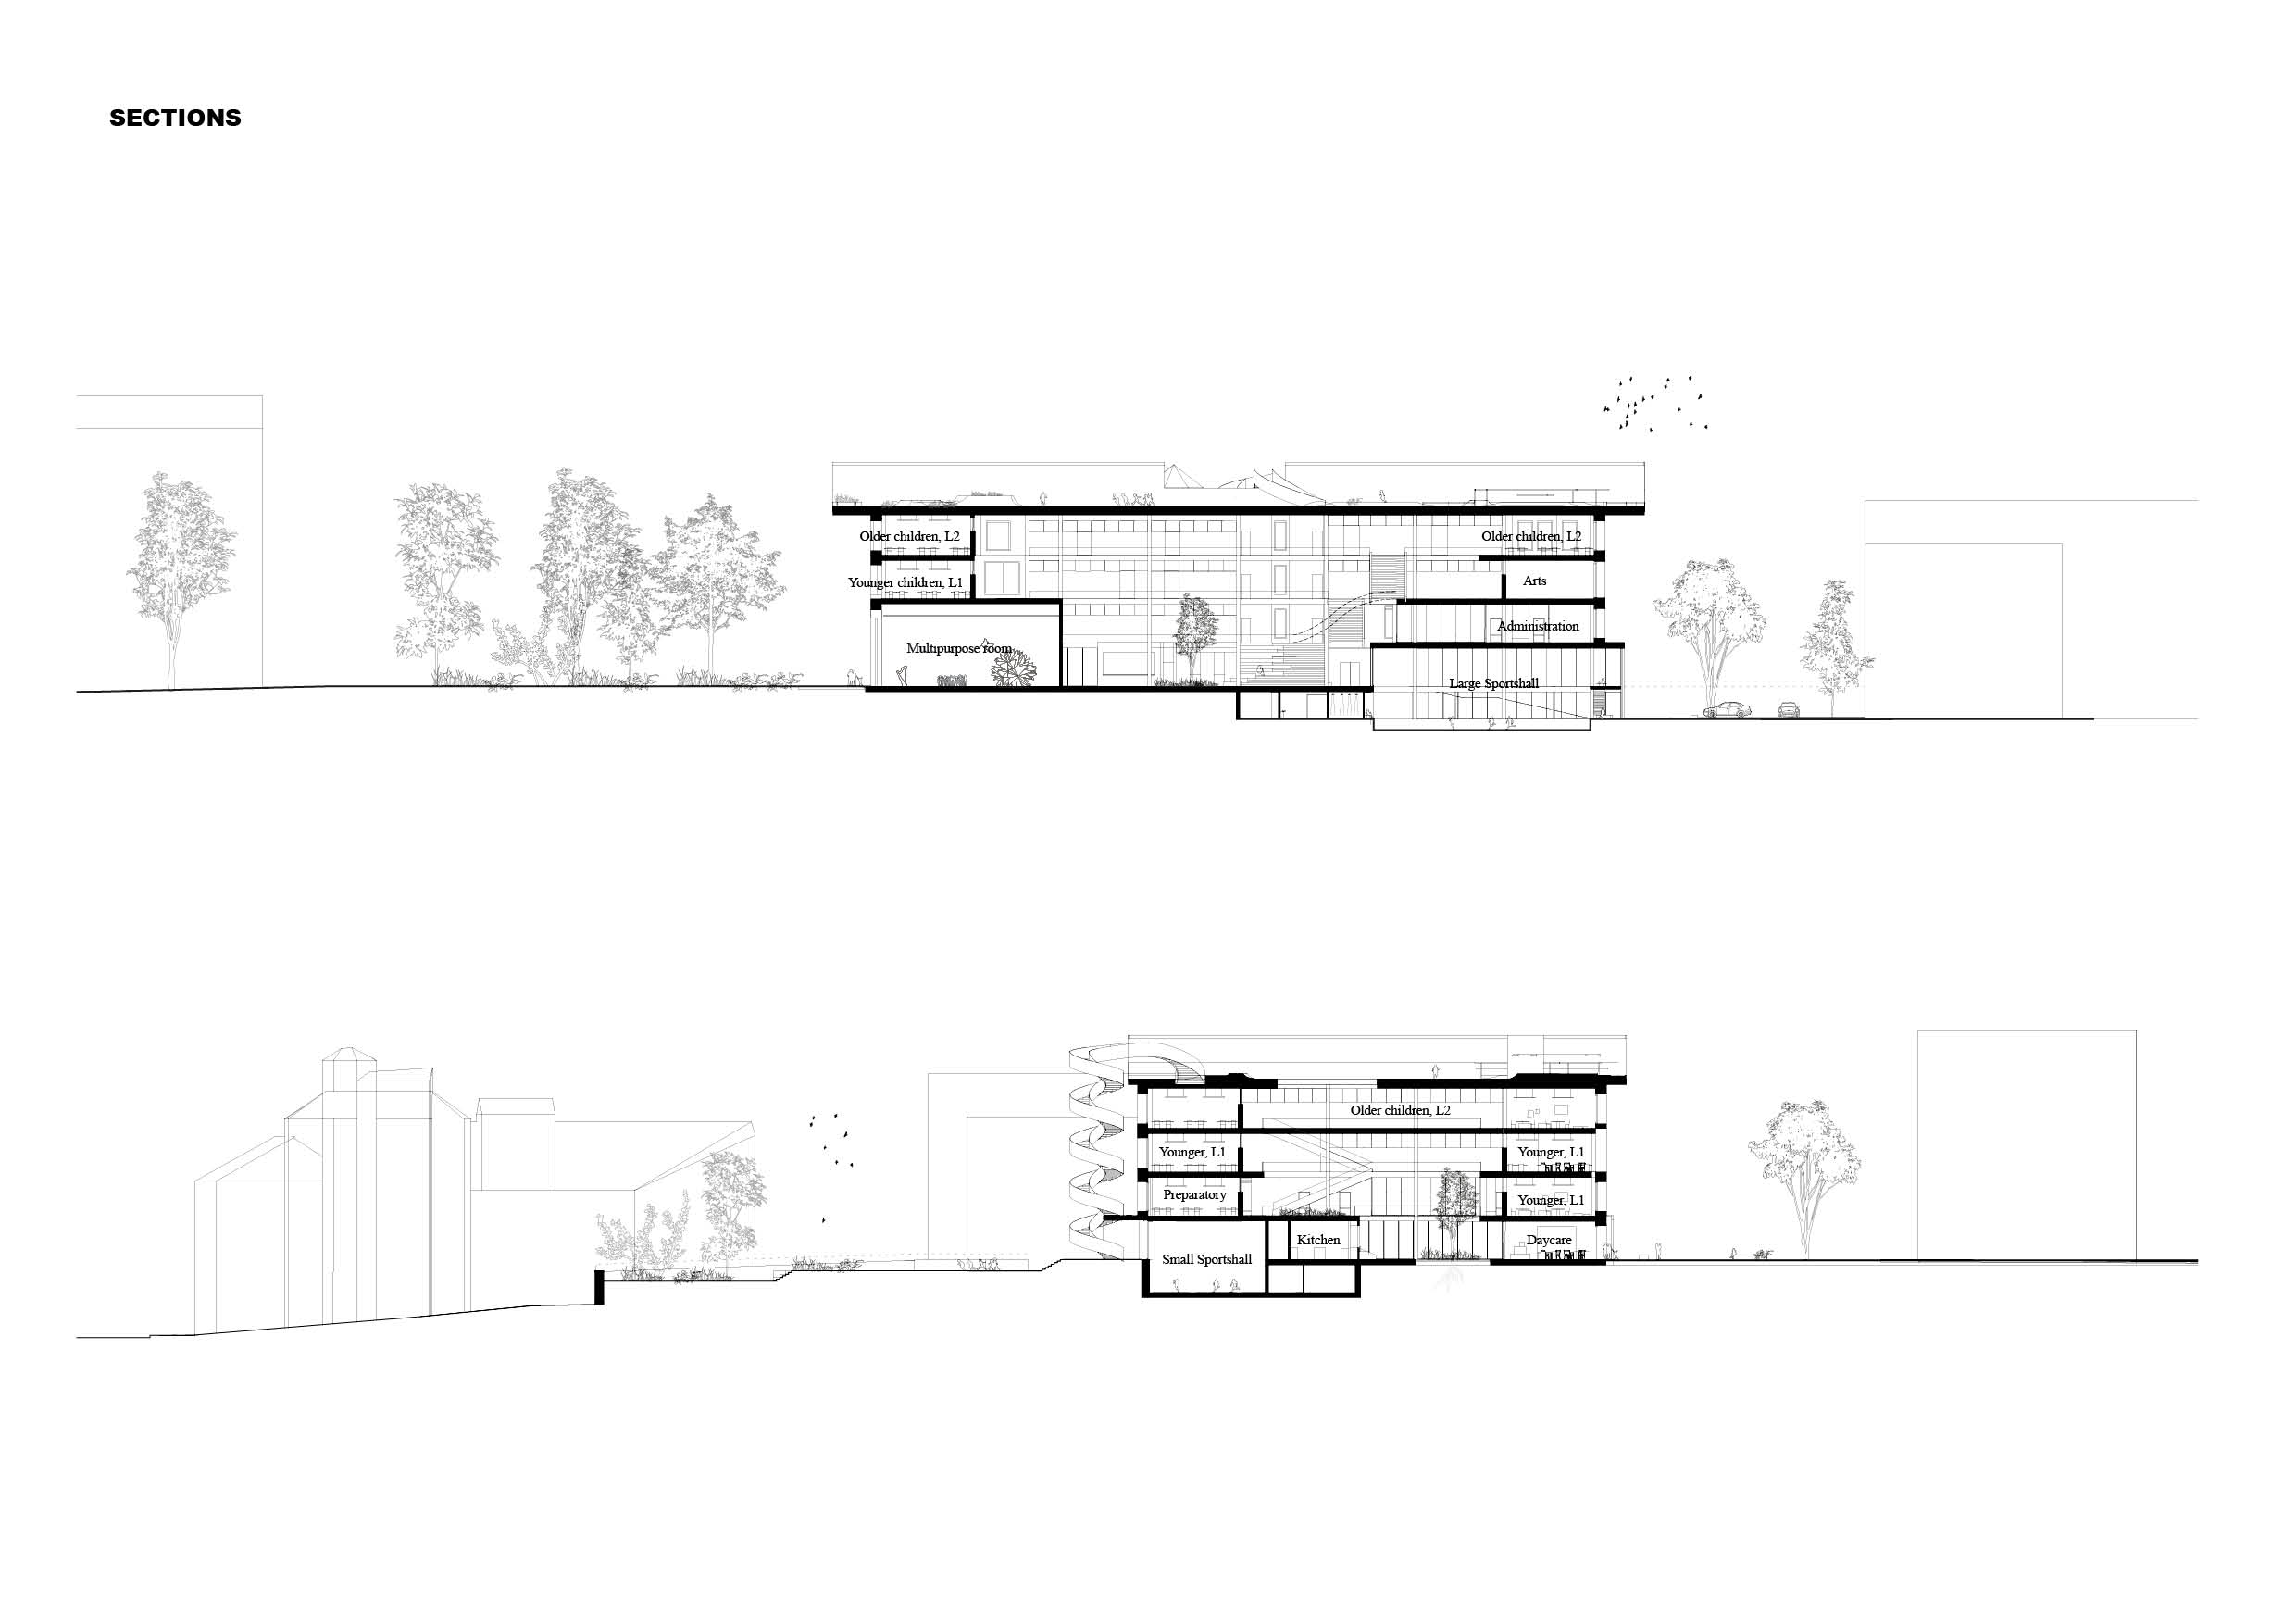 SECTIONS
Older children, L2
Older children, L2
Younger children, L1
Arts
Administration
Multipurpose room
Large Sportshall
Older children, L2
Younger, L1
Younger, L1
Preparatory
Younger, L1
Kitchen
Daycare
Small Sportshall